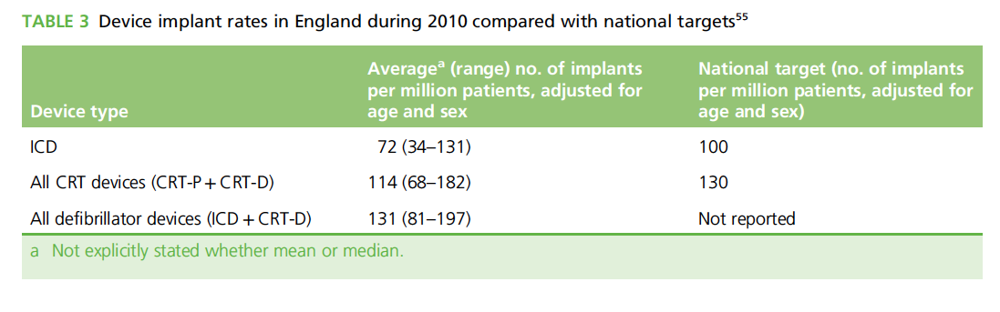 TABLE 3 Device implant rates in England during 2010 compared with national targets55
Device type
Averagea (range) no. of implants
per million patients, adjusted for
age and sex
National target (no. of implants
per million patients, adjusted for
age and sex)
ICD 72 (34–131) 100
All CRT devices (CRT-P + CRT-D) 114 (68–182) 130
All defibrillator devices (ICD + CRT-D) 131 (81–197) Not reported
a Not explicitly stated whether mean or median.